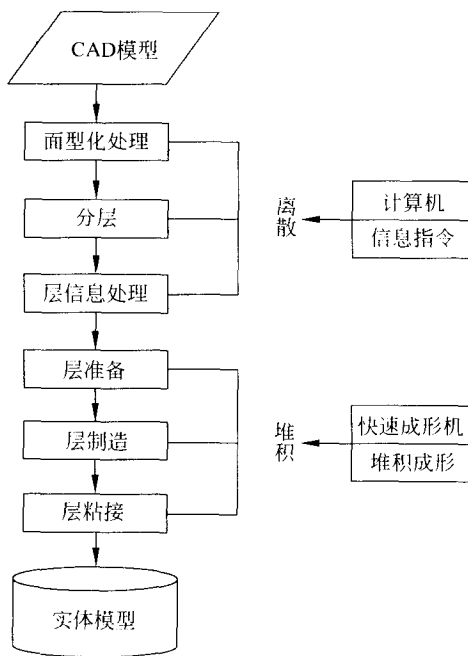 CAD模型
面型化处理
分层
层信息处理
离散
计算机
信息指令
层准备
层制造
层粘接
堆积
快速成形机
堆积成形
实体模型